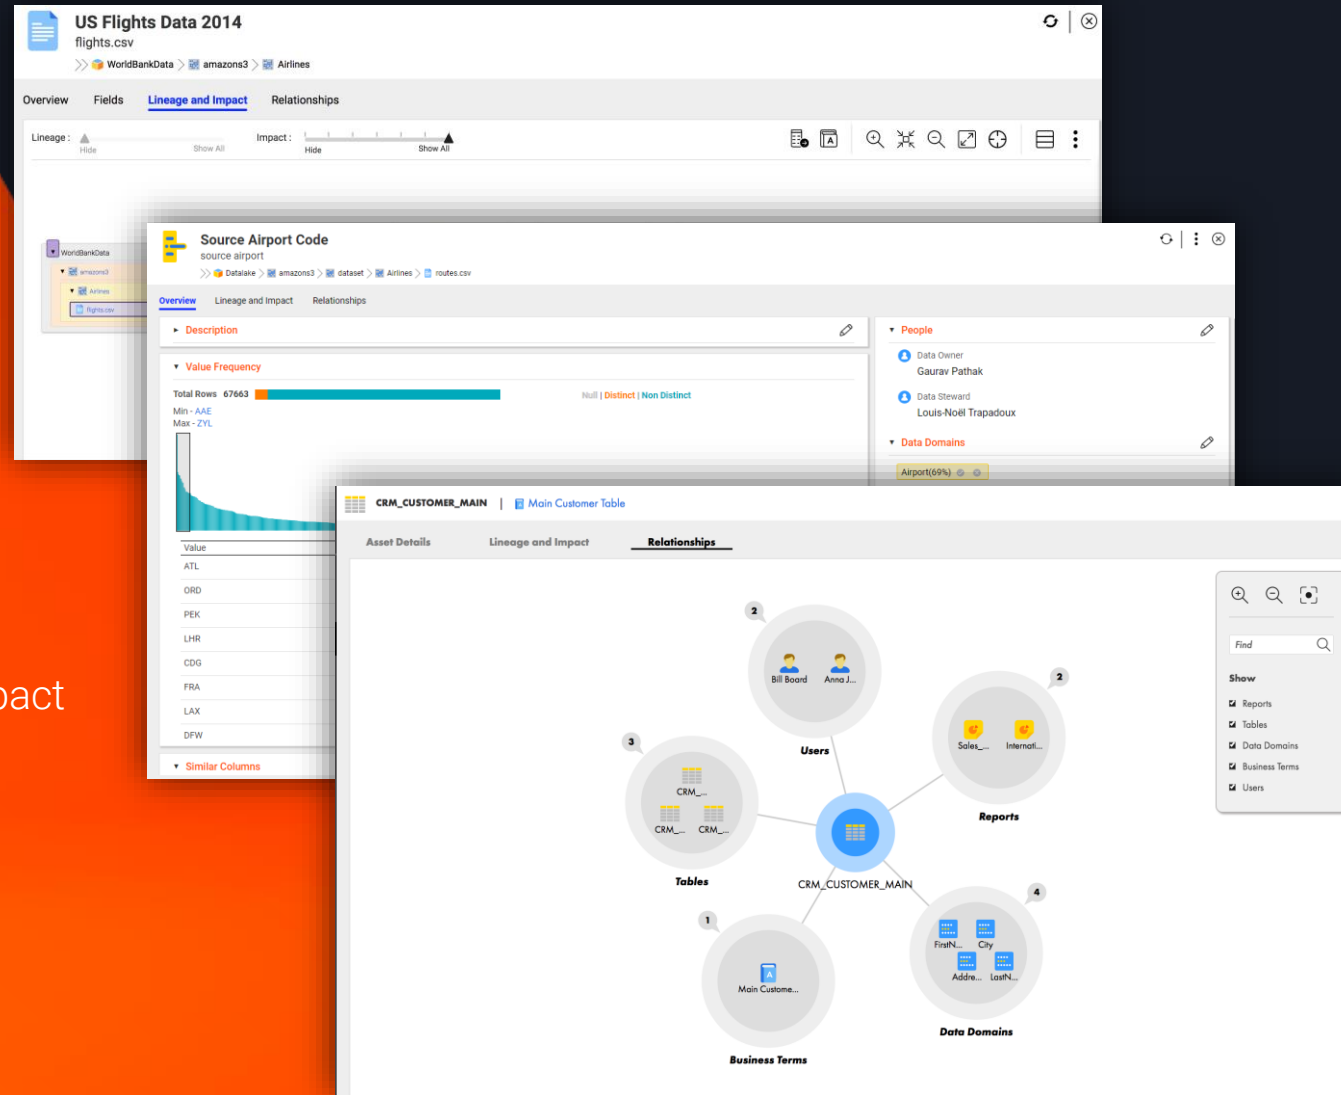 US Flights Data 2014
flights.csv
WorldBankData amazons3 Airlines
Overview Fields Lineage and Impact Relationships
Lineage : Hide Show All Impact : Hide Show All
WorldBankData
amazons3
Airlines
flights.csv
Source Airport Code
source airport
Datalake amazons3 dataset Airlines routes.csv
Overview Lineage and Impact Relationships
Description
Value Frequency
Total Rows 67663 Null | Distinct | Non Distinct
Min - AAE
Max - ZYL
Value
ATL
ORD
PEK
LHR
CDG
FRA
LAX
DFW
Similar Columns
People
Data Owner
Gaurav Pathak
Data Steward
Louis-Noël Trapadoux
Data Domains
Airport(69%)
pact
CRM_CUSTOMER_MAIN | Main Customer Table
Asset Details Lineage and Impact Relationships
2
Bill Board Anna J...
Users
2
Sales_... Internati...
Reports
3
CRM_...
CRM_... CRM_...
Tables
CRM_CUSTOMER_MAIN
1
Main Custome...
Business Terms
4
FirstN... City
Addre... LastN...
Data Domains
Find
Show
Reports
Tables
Data Domains
Business Terms
Users